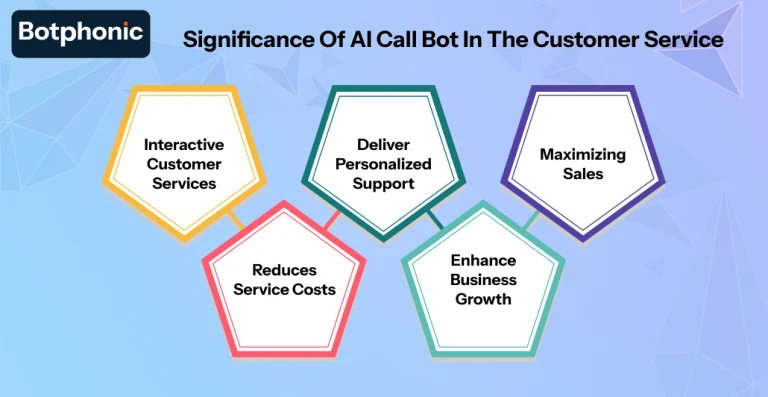 Botphonic
Significance Of AI Call Bot In The Customer Service
Interactive
Customer
Services
Deliver
Personalized
Support
Maximizing
Sales
Reduces
Service Costs
Enhance
Business
Growth